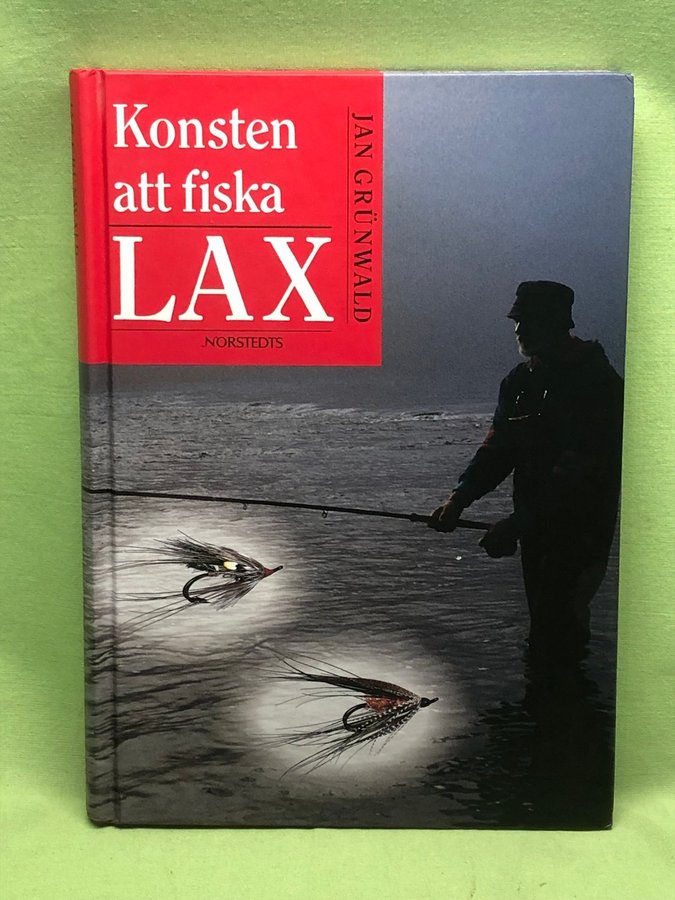 Konsten
att fiska
LAX
NORSTEDTS
JAN GRÜNWALD